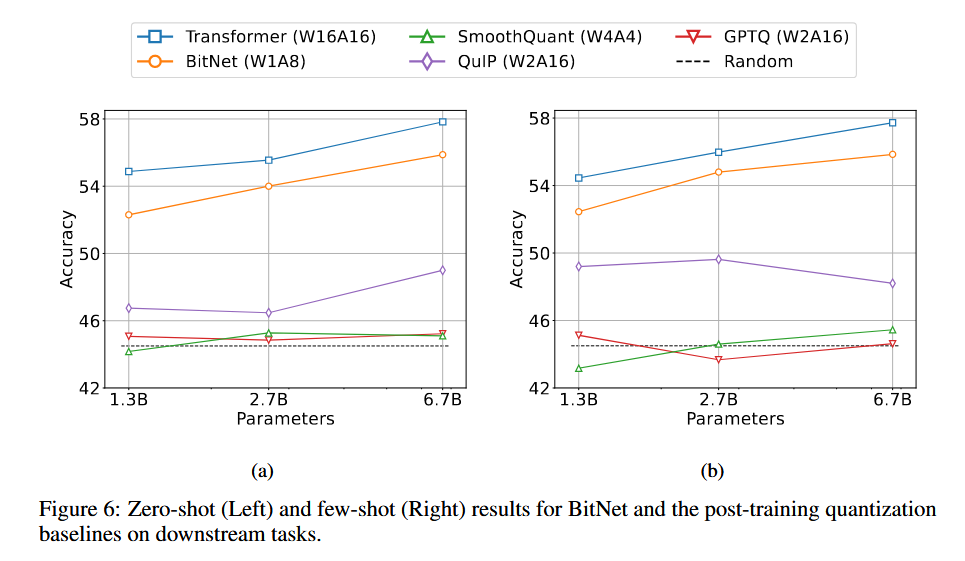 Transformer (W16A16) SmoothQuant (W4A4) GPTQ (W2A16)
BitNet (W1A8) QuIP (W2A16) Random
58
54
50
46
42
Accuracy
1.3B 2.7B 6.7B
Parameters
58
54
50
46
42
Accuracy
1.3B 2.7B 6.7B
Parameters
(a) (b)
Figure 6: Zero-shot (Left) and few-shot (Right) results for BitNet and the post-training quantization
baselines on downstream tasks.